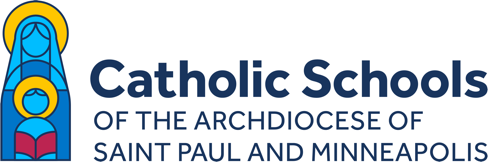 Catholic Schools
OF THE ARCHDIOCESE OF
SAINT PAUL AND MINNEAPOLIS